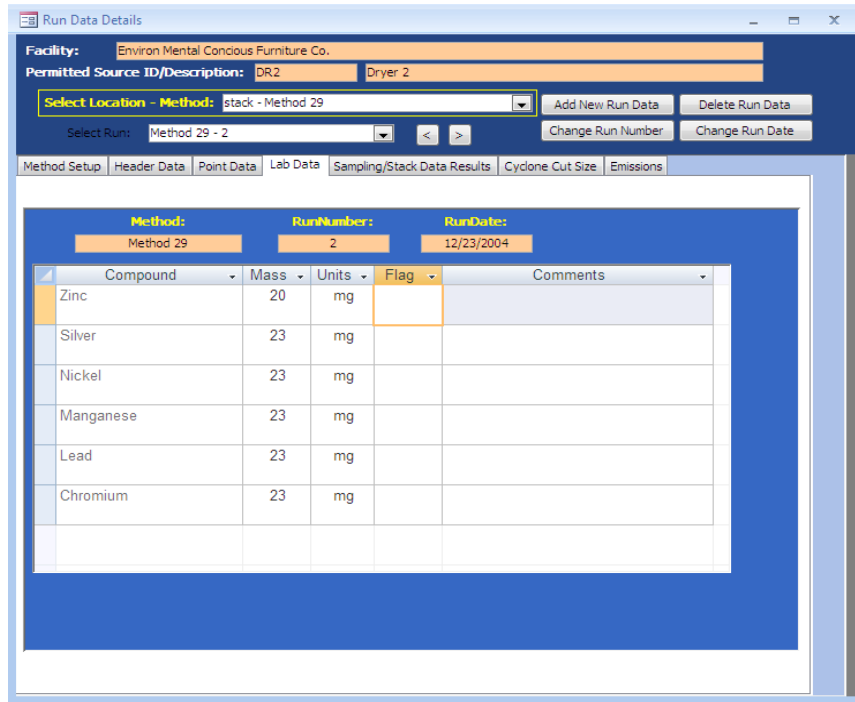 Run Data Details
Facility: Environ Mental Concious Furniture Co.
Permitted Source ID/Description: DR2 Dryer 2
Select Location - Method: stack - Method 29 Add New Run Data Delete Run Data
Select Run: Method 29 - 2 < > Change Run Number Change Run Date
Method Setup Header Data Point Data Lab Data Sampling/Stack Data Results Cyclone Cut Size Emissions
Method: RunNumber: RunDate:
Method 29 2 12/23/2004
Compound Mass Units Flag Comments
Zinc 20 mg
Silver 23 mg
Nickel 23 mg
Manganese 23 mg
Lead 23 mg
Chromium 23 mg